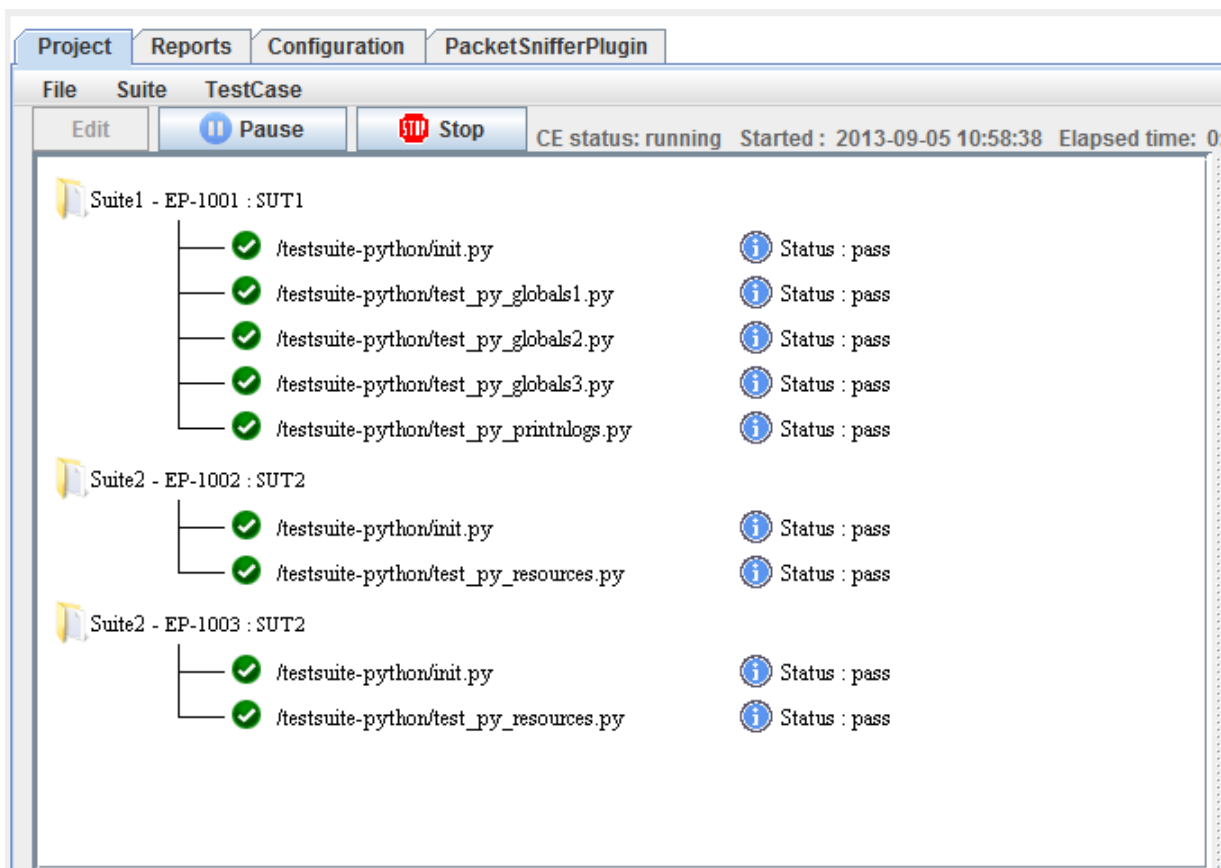 Project Reports Configuration PacketSnifferPlugin
File Suite TestCase
Edit Pause STOP Stop CE status: running Started : 2013-09-05 10:58:38 Elapsed time: 0
Suite1 - EP-1001 : SUT1
/testsuite-python/init.py Status : pass
/testsuite-python/test_py_globals1.py Status : pass
/testsuite-python/test_py_globals2.py Status : pass
/testsuite-python/test_py_globals3.py Status : pass
/testsuite-python/test_py_printnlogs.py Status : pass
Suite2 - EP-1002 : SUT2
/testsuite-python/init.py Status : pass
/testsuite-python/test_py_resources.py Status : pass
Suite2 - EP-1003 : SUT2
/testsuite-python/init.py Status : pass
/testsuite-python/test_py_resources.py Status : pass